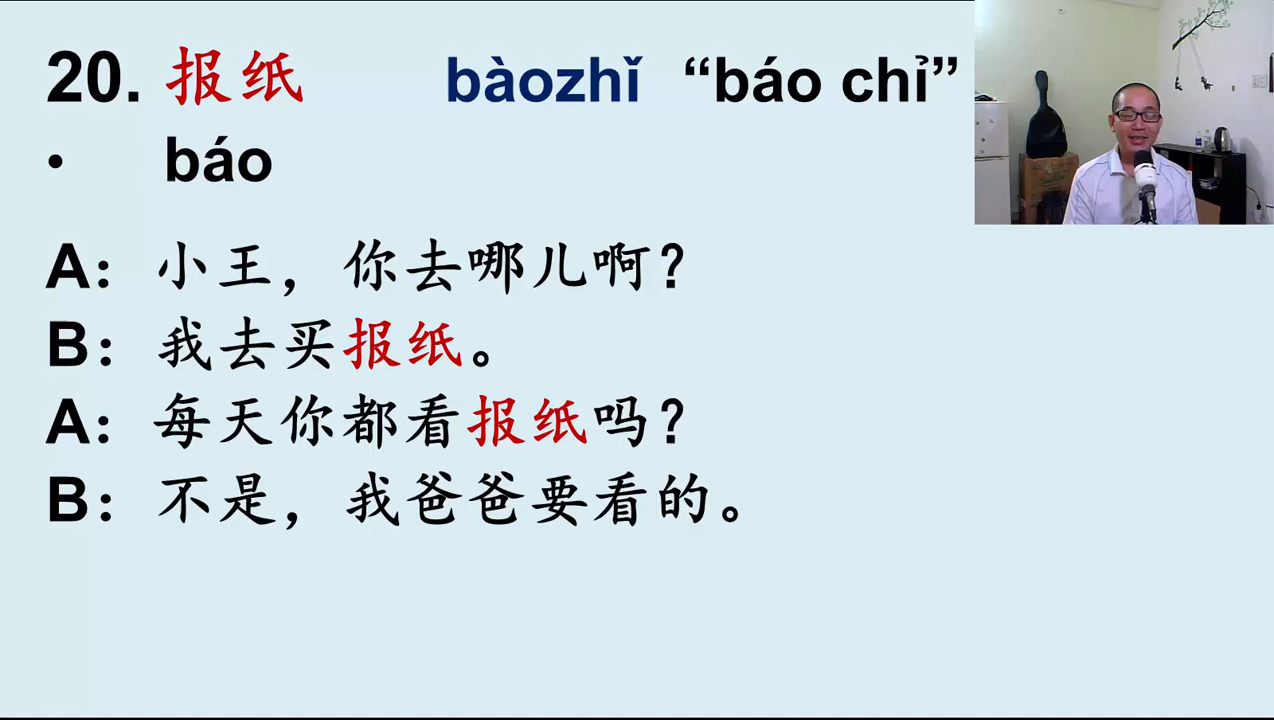 20. 报纸 bàozhǐ “báo chỉ”
• báo
A：小王，你去哪儿啊？
B：我去买报纸。
A：每天你都看报纸吗？
B：不是，我爸爸要看的。